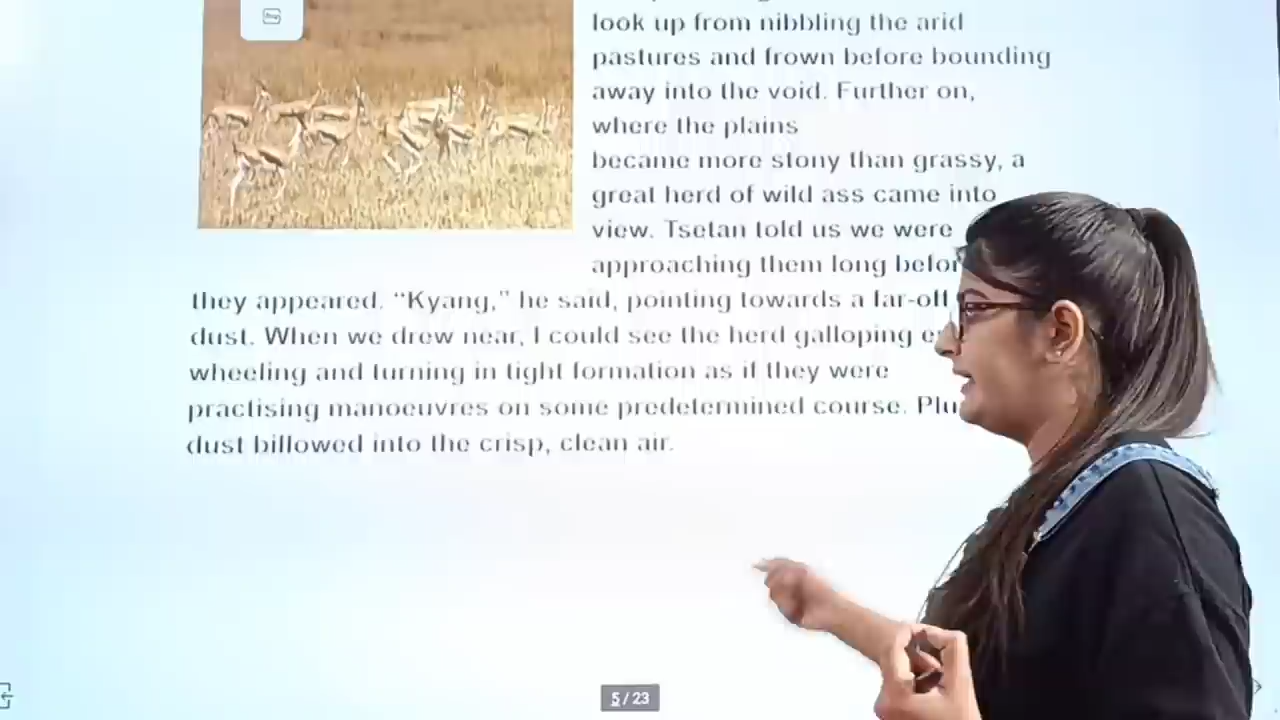 look up from nibbling the arid
pastures and frown before bounding
away into the void. Further on,
where the plains
became more stony than grassy, a
great herd of wild ass came into
view. Tsetan told us we were
approaching them long
they appeared. “Kyang,” he said, pointing towards a far-off
dust. When we drew near, I could see the herd galloping
wheeling and turning in tight formation as if they were
practising manoeuvres on some predetermined course.
dust billowed into the crisp, clean air.
5 / 23